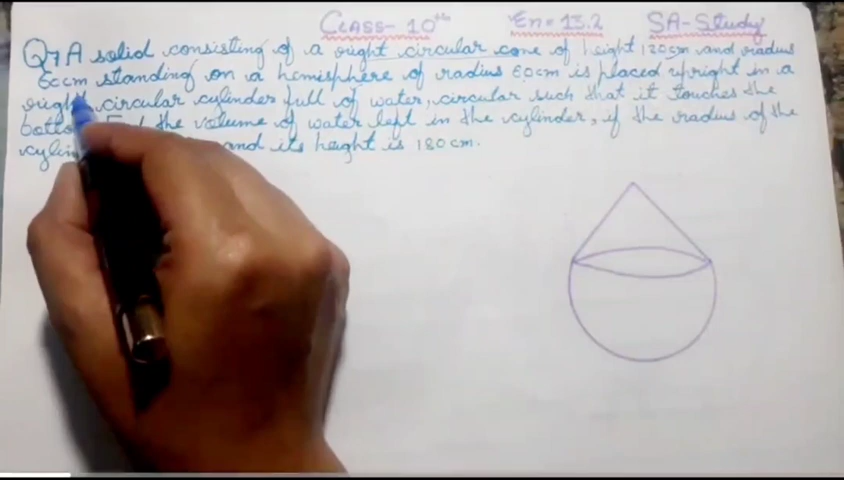 CLASS- 10th En= 13.2 SA-Study
Q7 A solid consisting of a right circular cone of height 120cm and radius
60cm standing on a hemisphere of radius 60cm is placed upright in a
right circular cylinder full of water, circular such that it touches the
the volume of water left in the cylinder, if the radius of the
and its height is 180 cm.